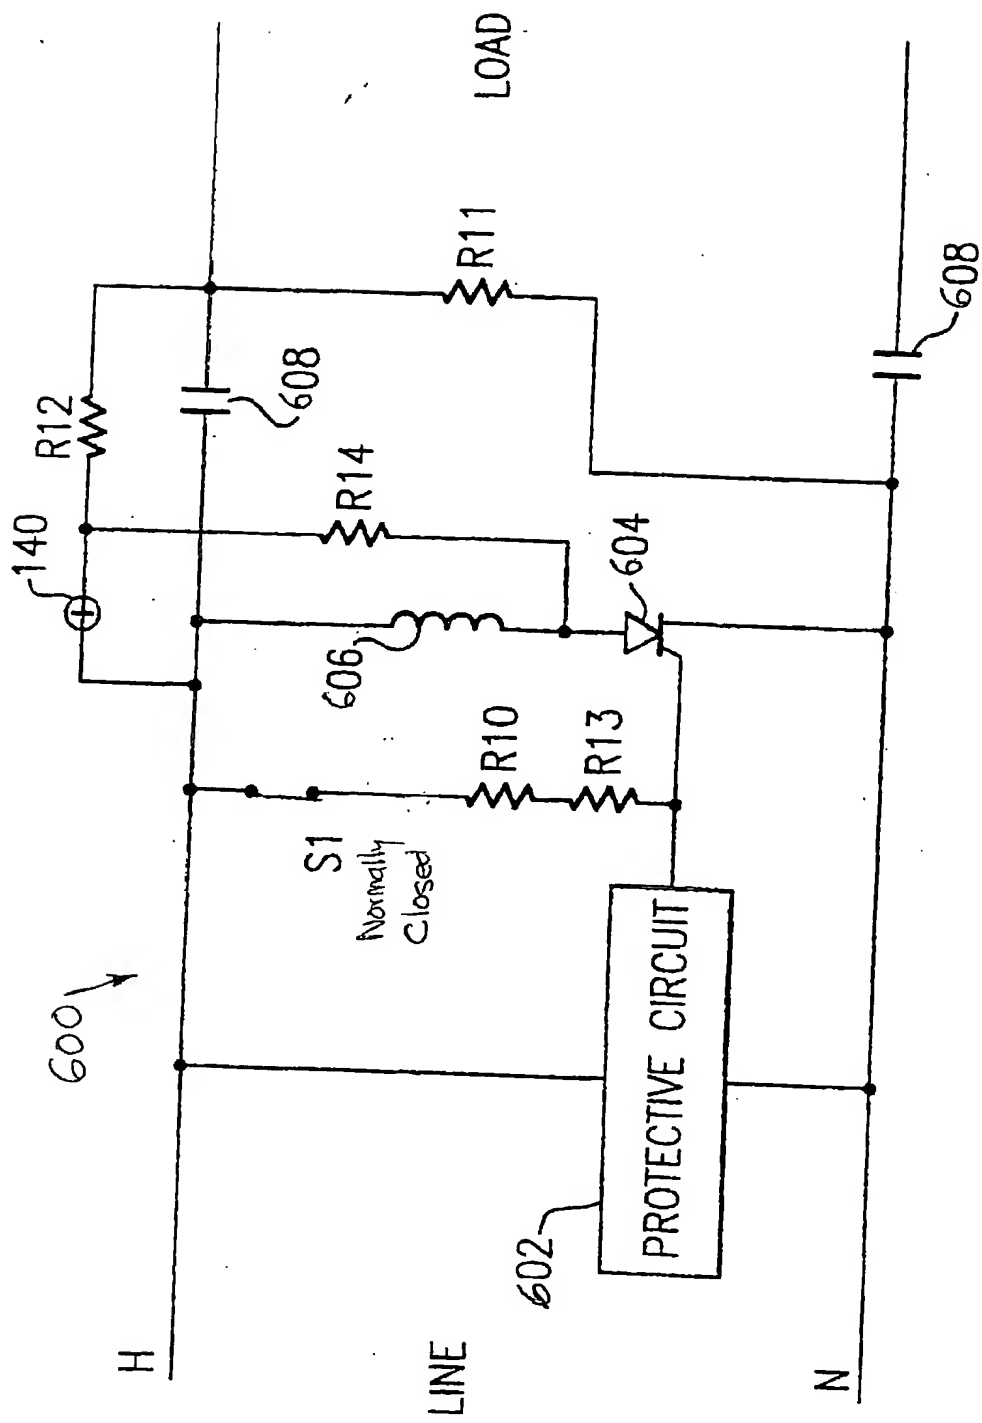 600
H
LINE
N
602
PROTECTIVE CIRCUIT
S1
Normally
Closed
R10
R13
606
604
140
R12
R14
608
R11
608
LOAD